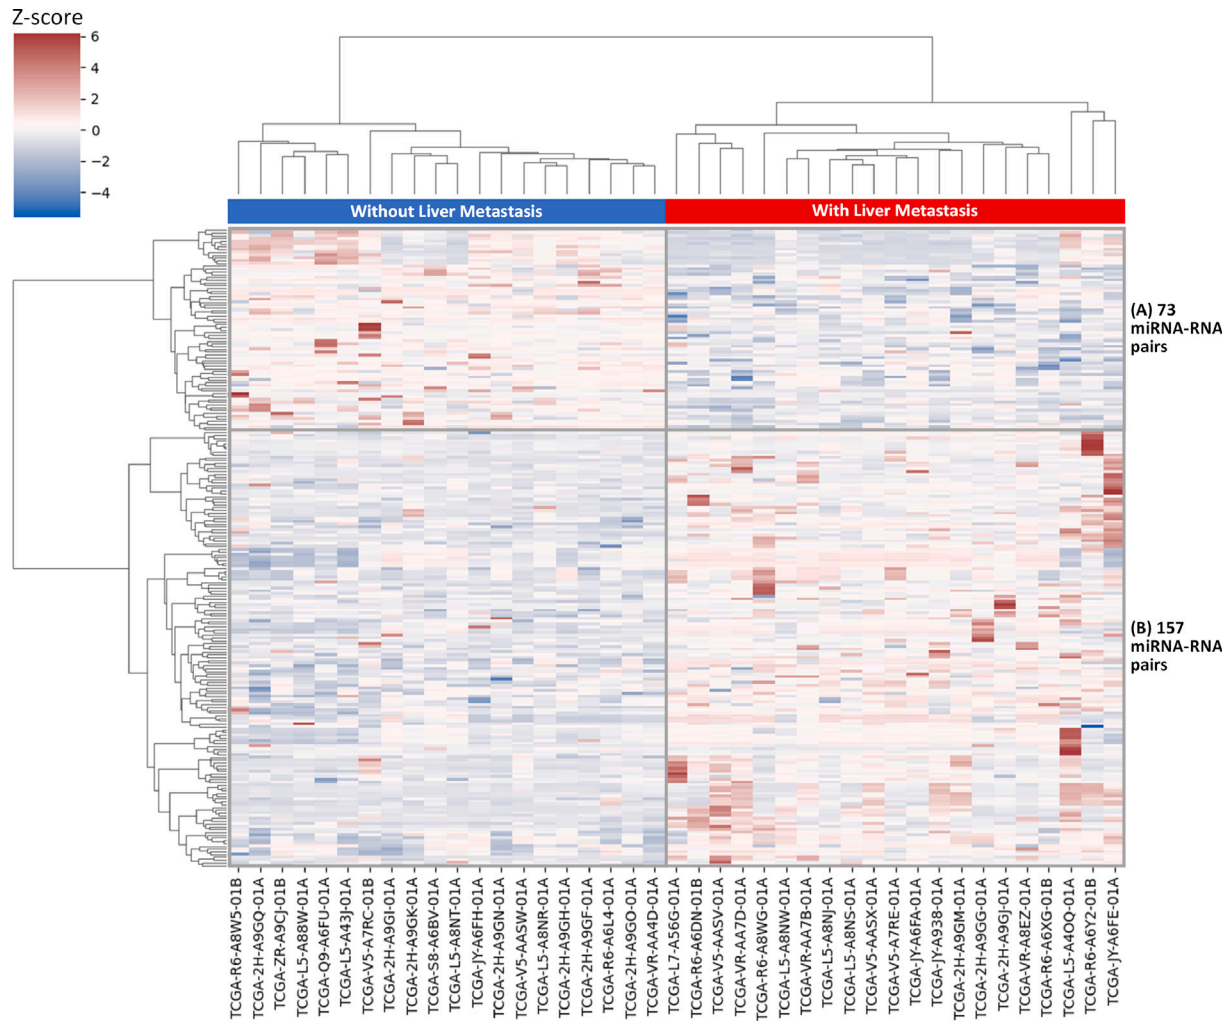 Z-score
6
4
2
0
−2
−4
Without Liver Metastasis
With Liver Metastasis
(A) 73
miRNA-RNA
pairs
(B) 157
miRNA-RNA
pairs
TCGA-R6-A8W5-01B
TCGA-2H-A9GQ-01A
TCGA-ZR-A9CJ-01B
TCGA-L5-A88W-01A
TCGA-Q9-A6FU-01A
TCGA-L5-A43J-01A
TCGA-V5-A7RC-01B
TCGA-2H-A9GI-01A
TCGA-2H-A9GK-01A
TCGA-S8-A6BV-01A
TCGA-L5-A8NT-01A
TCGA-JY-A6FH-01A
TCGA-2H-A9GN-01A
TCGA-V5-AASW-01A
TCGA-L5-A8NR-01A
TCGA-2H-A9GH-01A
TCGA-2H-A9GF-01A
TCGA-R6-A6L4-01A
TCGA-2H-A9GO-01A
TCGA-VR-AA4D-01A
TCGA-L7-A56G-01A
TCGA-R6-A6DN-01B
TCGA-V5-AASV-01A
TCGA-VR-AA7D-01A
TCGA-R6-A8WG-01A
TCGA-L5-A8NW-01A
TCGA-VR-AA7B-01A
TCGA-L5-A8NJ-01A
TCGA-L5-A8NS-01A
TCGA-V5-AASX-01A
TCGA-V5-A7RE-01A
TCGA-JY-A6FA-01A
TCGA-JY-A938-01A
TCGA-2H-A9GM-01A
TCGA-2H-A9GG-01A
TCGA-2H-A9GJ-01A
TCGA-VR-A8EZ-01A
TCGA-R6-A6XG-01B
TCGA-L5-A4OQ-01A
TCGA-R6-A6Y2-01B
TCGA-JY-A6FE-01A